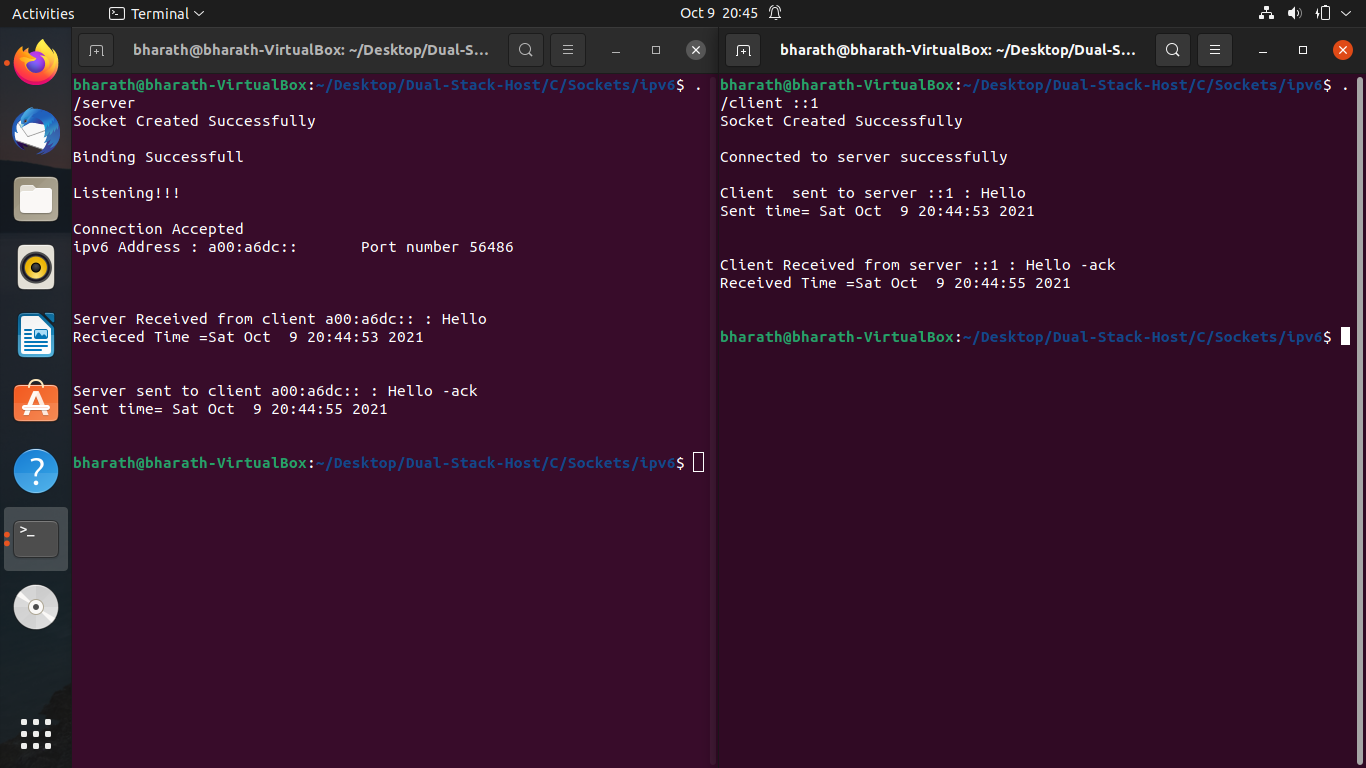 Activities
Terminal
Oct 9 20:45
bharath@bharath-VirtualBox: ~/Desktop/Dual-S...
bharath@bharath-VirtualBox:~/Desktop/Dual-Stack-Host/C/Sockets/ipv6$ .
/server
Socket Created Successfully
Binding Successfull
Listening!!!
Connection Accepted
ipv6 Address : a00:a6dc::       Port number 56486
Server Received from client a00:a6dc:: : Hello
Recieced Time =Sat Oct  9 20:44:53 2021
Server sent to client a00:a6dc:: : Hello -ack
Sent time= Sat Oct  9 20:44:55 2021
bharath@bharath-VirtualBox:~/Desktop/Dual-Stack-Host/C/Sockets/ipv6$
bharath@bharath-VirtualBox: ~/Desktop/Dual-S...
bharath@bharath-VirtualBox:~/Desktop/Dual-Stack-Host/C/Sockets/ipv6$ .
/client ::1
Socket Created Successfully
Connected to server successfully
Client  sent to server ::1 : Hello
Sent time= Sat Oct  9 20:44:53 2021
Client Received from server ::1 : Hello -ack
Received Time =Sat Oct  9 20:44:55 2021
bharath@bharath-VirtualBox:~/Desktop/Dual-Stack-Host/C/Sockets/ipv6$